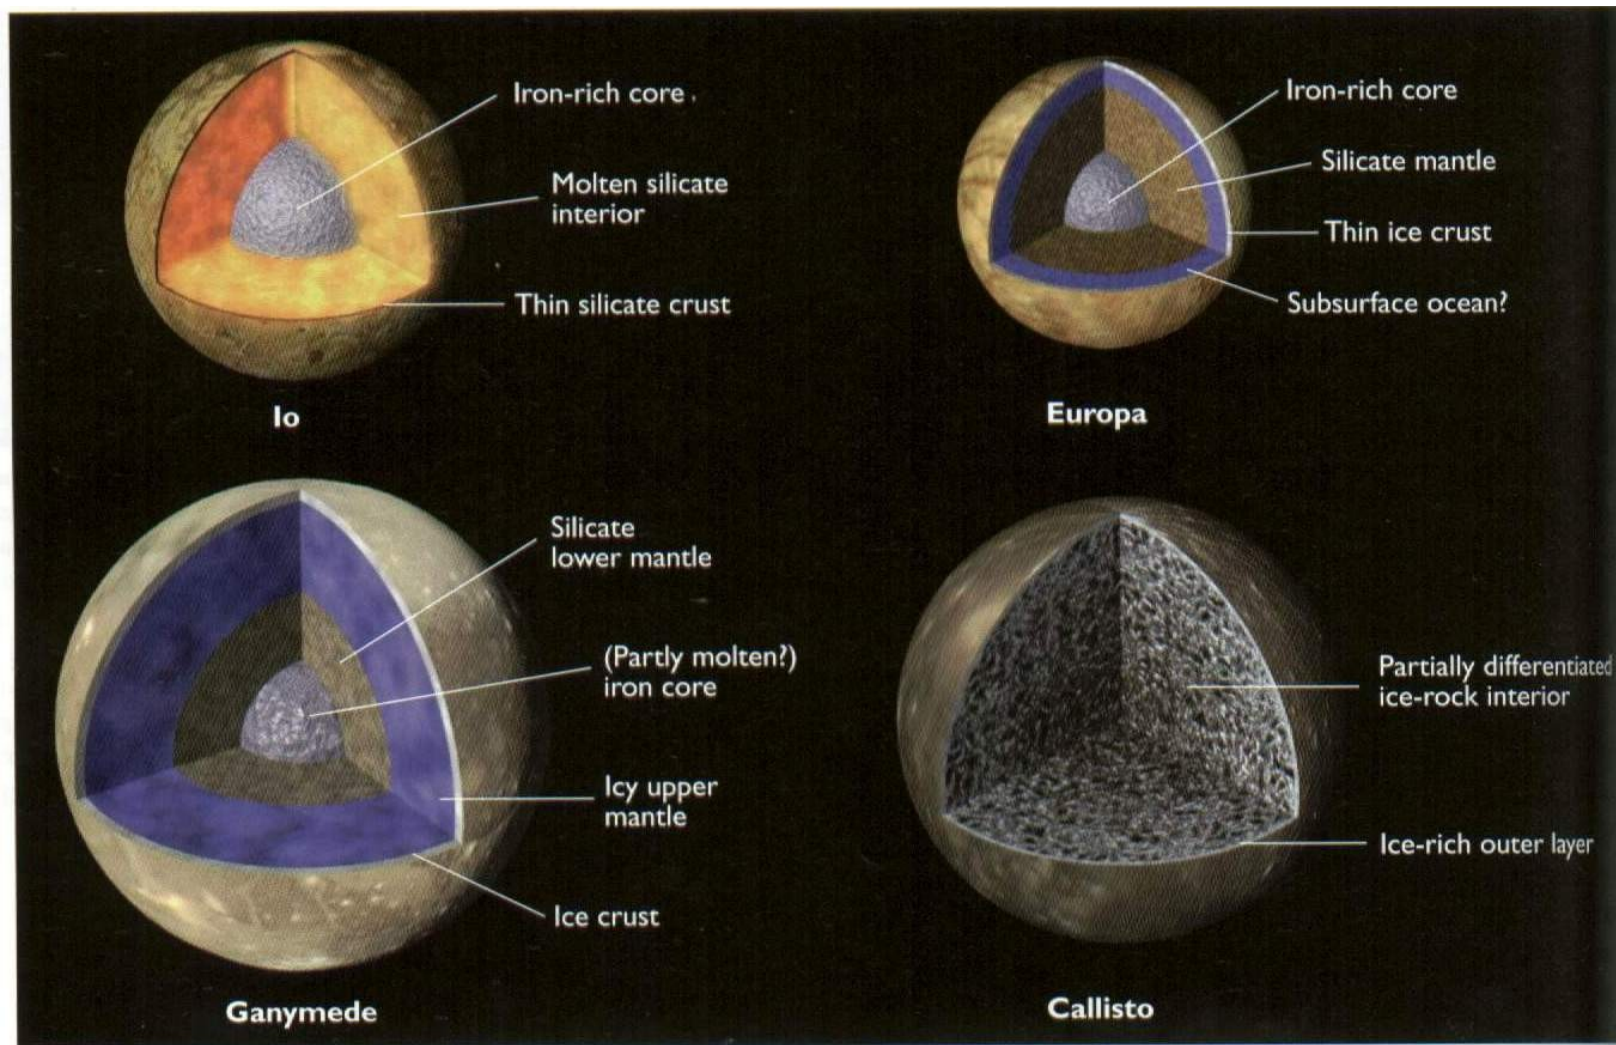 Iron-rich core
Molten silicate
interior
Thin silicate crust
Io
Iron-rich core
Silicate mantle
Thin ice crust
Subsurface ocean?
Europa
Silicate
lower mantle
(Partly molten?)
iron core
Icy upper
mantle
Ice crust
Ganymede
Partially differentiated
ice-rock interior
Ice-rich outer layer
Callisto